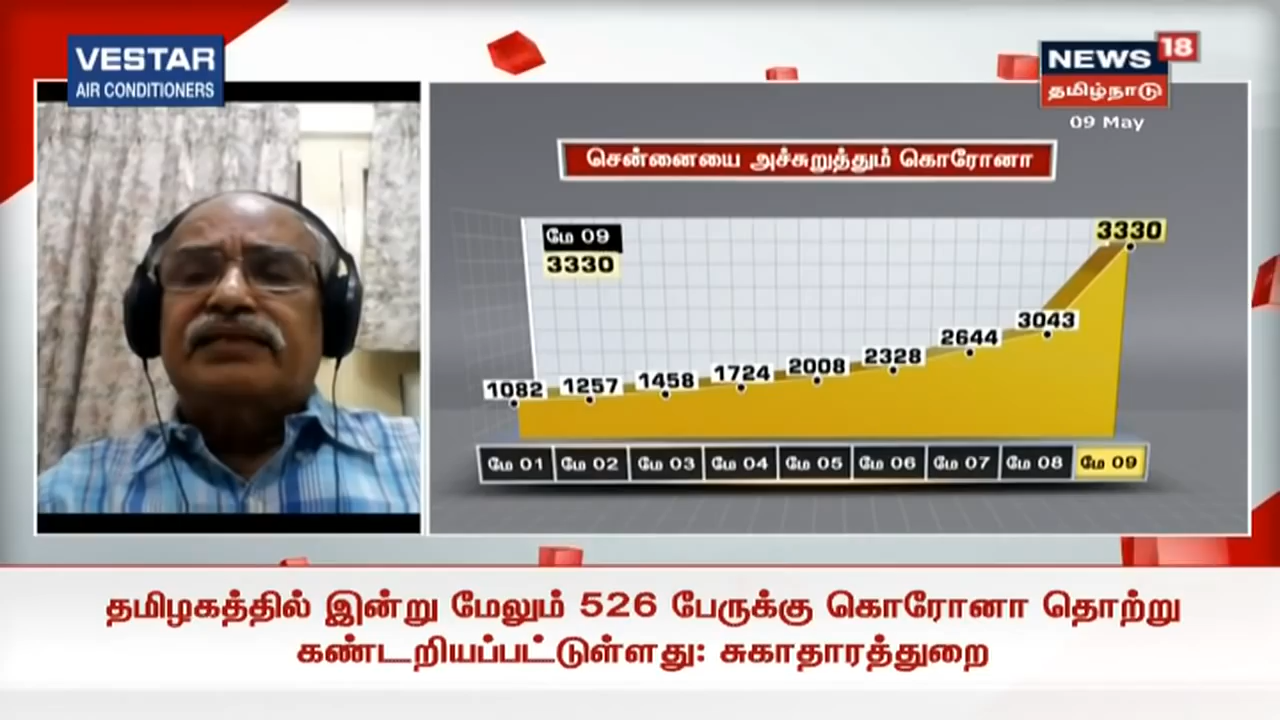 VESTAR
AIR CONDITIONERS
NEWS 18
தமிழ்நாடு
09 May
சென்னையை அச்சுறுத்தும் கொரோனா
மே 09
3330
1082 1257 1458 1724 2008 2328 2644 3043 3330
மே 01 மே 02 மே 03 மே 04 மே 05 மே 06 மே 07 மே 08 மே 09
தமிழகத்தில் இன்று மேலும் 526 பேருக்கு கொரோனா தொற்று
கண்டறியப்பட்டுள்ளது: சுகாதாரத்துறை